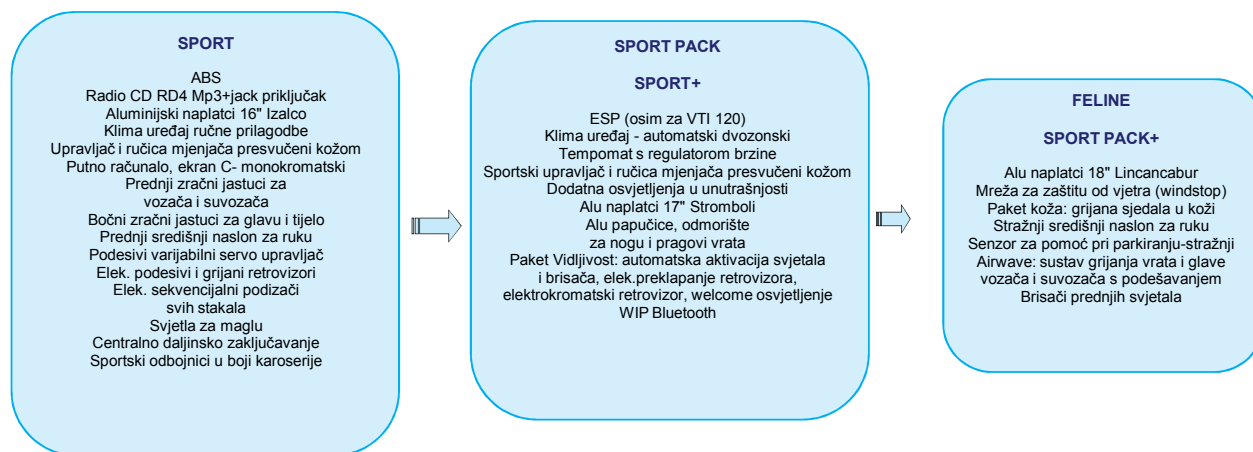 SPORT
ABS
Radio CD RD4 Mp3+jack priključak
Aluminijski naplatci 16" Izalco
Klima uređaj ručne prilagodbe
Upravljač i ručica mjenjača presvučeni kožom
Putno računalo, ekran C- monokromatski
Prednji zračni jastuci za
vozača i suvozača
Bočni zračni jastuci za glavu i tijelo
Prednji središnji naslon za ruku
Podesivi varijabilni servo upravljač
Elek. podesivi i grijani retrovizori
Elek. sekvencijalni podizači
svih stakala
Svjetla za maglu
Centralno daljinsko zaključavanje
Sportski odbojnici u boji karoserije
SPORT PACK
SPORT+
ESP (osim za VTI 120)
Klima uređaj - automatski dvozonski
Tempomat s regulatorom brzine
Sportski upravljač i ručica mjenjača presvučeni kožom
Dodatna osvjetljenja u unutrašnjosti
Alu naplatci 17" Stromboli
Alu papučice, odmorište
za nogu i pragovi vrata
Paket Vidljivost: automatska aktivacija svjetala
i brisača, elek.preklapanje retrovizora,
elektrokromatski retrovizor, welcome osvjetljenje
WIP Bluetooth
FELINE
SPORT PACK+
Alu naplatci 18" Lincancabur
Mreža za zaštitu od vjetra (windstop)
Paket koža: grijana sjedala u koži
Stražnji središnji naslon za ruku
Senzor za pomoć pri parkiranju-stražnji
Airwave: sustav grijanja vrata i glave
vozača i suvozača s podešavanjem
Brisači prednjih svjetala